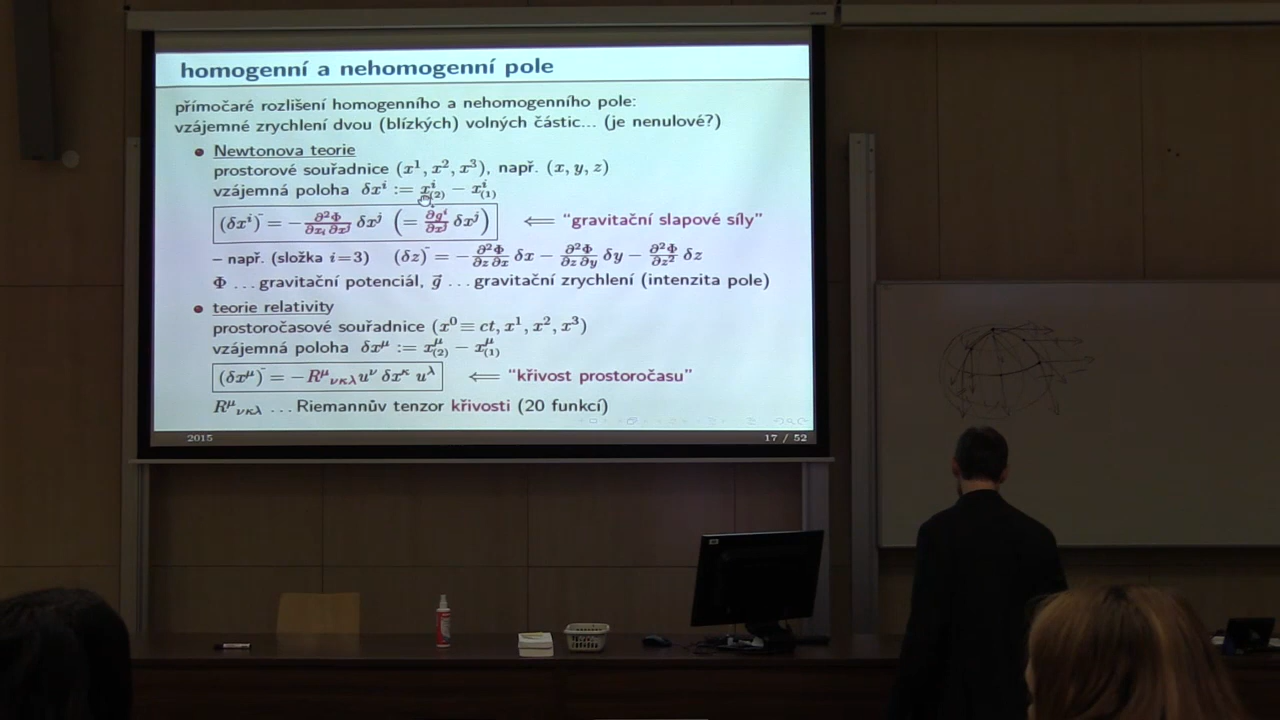 homogenní a nehomogenní pole
přímočaré rozlišení homogenního a nehomogenního pole:
vzájemné zrychlení dvou (blízkých) volných částic... (je nenulové?)
• Newtonova teorie
prostorové souřadnice (x¹, x², x³), např. (x, y, z)
vzájemná poloha δxⁱ := xⁱ₍₂₎ − xⁱ₍₁₎
(δxⁱ)¨ = − ∂²Φ/∂xᵢ ∂xʲ δxʲ (= ∂gⁱ/∂xʲ δxʲ) ⟸ “gravitační slapové síly”
– např. (složka i=3) (δz)¨ = − ∂²Φ/∂z ∂x δx − ∂²Φ/∂z ∂y δy − ∂²Φ/∂z² δz
Φ ... gravitační potenciál, g⃗ ... gravitační zrychlení (intenzita pole)
• teorie relativity
prostoročasové souřadnice (x⁰ ≡ ct, x¹, x², x³)
vzájemná poloha δxᵘ := xᵘ₍₂₎ − xᵘ₍₁₎
(δx^μ)¨ = −R^μ_νκλ u^ν δx^κ u^λ ⟸ “křivost prostoročasu”
R^μ_νκλ ... Riemannův tenzor křivosti (20 funkcí)
2015 17 / 52